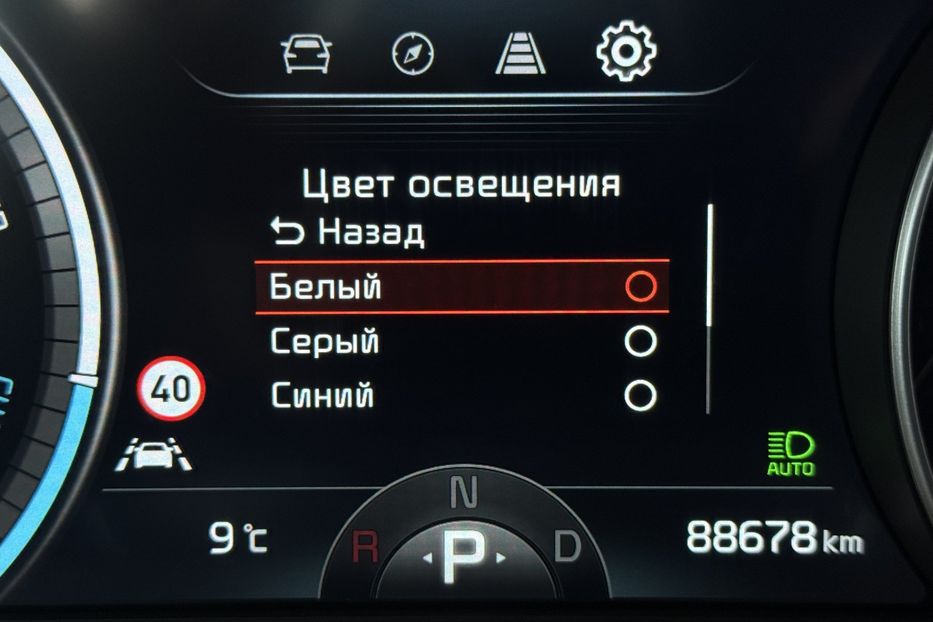 Цвет освещения
Назад
Белый
Серый
Синий
40
AUTO
N
R P D
9 °C
88678 km